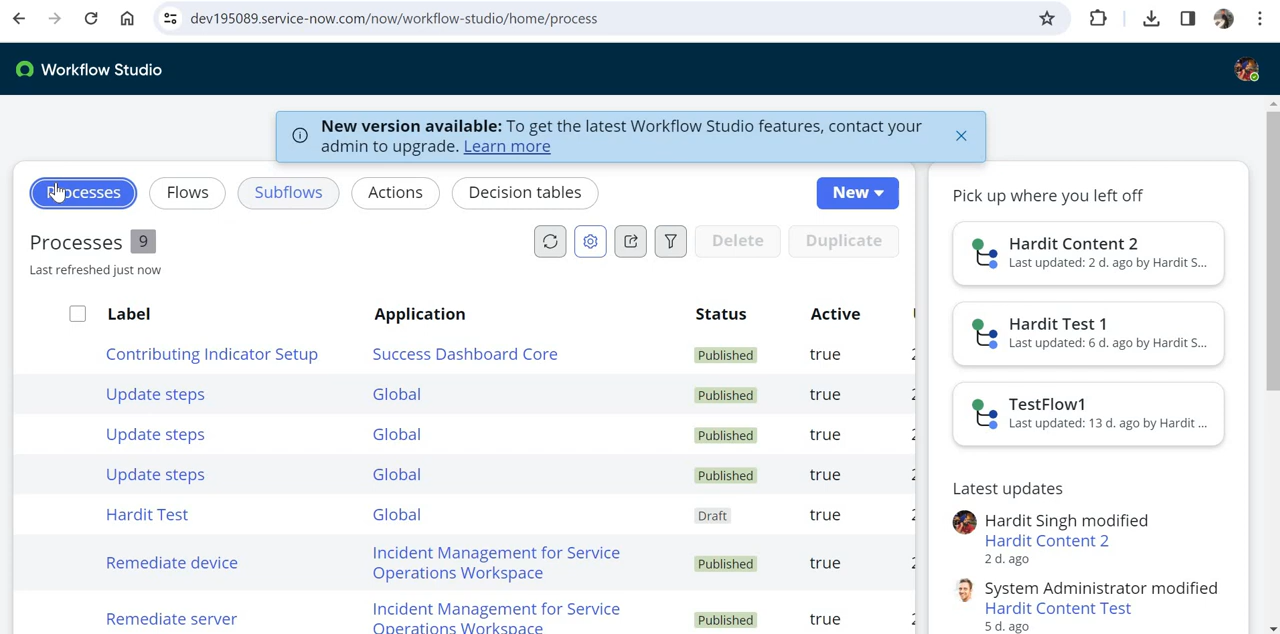 dev195089.service-now.com/now/workflow-studio/home/process
Workflow Studio
New version available: To get the latest Workflow Studio features, contact your
admin to upgrade. Learn more
Processes
Flows
Subflows
Actions
Decision tables
New
Processes 9
Last refreshed just now
Delete
Duplicate
Label Application Status Active
Contributing Indicator Setup Success Dashboard Core Published true
Update steps Global Published true
Update steps Global Published true
Update steps Global Published true
Hardit Test Global Draft true
Remediate device Incident Management for Service
Operations Workspace Published true
Remediate server Incident Management for Service
Operations Workspace Published true
Pick up where you left off
Hardit Content 2
Last updated: 2 d. ago by Hardit S...
Hardit Test 1
Last updated: 6 d. ago by Hardit S...
TestFlow1
Last updated: 13 d. ago by Hardit ...
Latest updates
Hardit Singh modified
Hardit Content 2
2 d. ago
System Administrator modified
Hardit Content Test
5 d. ago